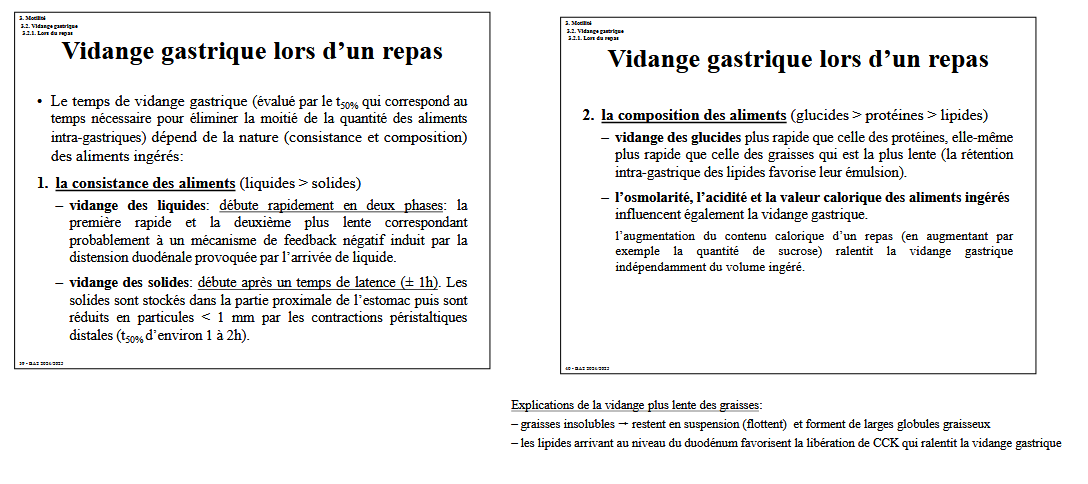 3. Motilité
3.2. Vidange gastrique
3.2.1. Lors du repas
Vidange gastrique lors d’un repas
• Le temps de vidange gastrique (évalué par le t50% qui correspond au
temps nécessaire pour éliminer la moitié de la quantité des aliments
intra-gastriques) dépend de la nature (consistance et composition)
des aliments ingérés:
1. la consistance des aliments (liquides > solides)
– vidange des liquides: débute rapidement en deux phases: la
première rapide et la deuxième plus lente correspondant
probablement à un mécanisme de feedback négatif induit par la
distension duodénale provoquée par l’arrivée de liquide.
– vidange des solides: débute après un temps de latence (± 1h). Les
solides sont stockés dans la partie proximale de l’estomac puis sont
réduits en particules < 1 mm par les contractions péristaltiques
distales (t50% d’environ 1 à 2h).
3. Motilité
3.2. Vidange gastrique
3.2.1. Lors du repas
Vidange gastrique lors d’un repas
2. la composition des aliments (glucides > protéines > lipides)
– vidange des glucides plus rapide que celle des protéines, elle-même
plus rapide que celle des graisses qui est la plus lente (la rétention
intra-gastrique des lipides favorise leur émulsion).
– l’osmolarité, l’acidité et la valeur calorique des aliments ingérés
influencent également la vidange gastrique.
l’augmentation du contenu calorique d’un repas (en augmentant par
exemple la quantité de sucrose) ralentit la vidange gastrique
indépendamment du volume ingéré.
Explications de la vidange plus lente des graisses:
– graisses insolubles → restent en suspension (flottent) et forment de larges globules graisseux
– les lipides arrivant au niveau du duodénum favorisent la libération de CCK qui ralentit la vidange gastrique